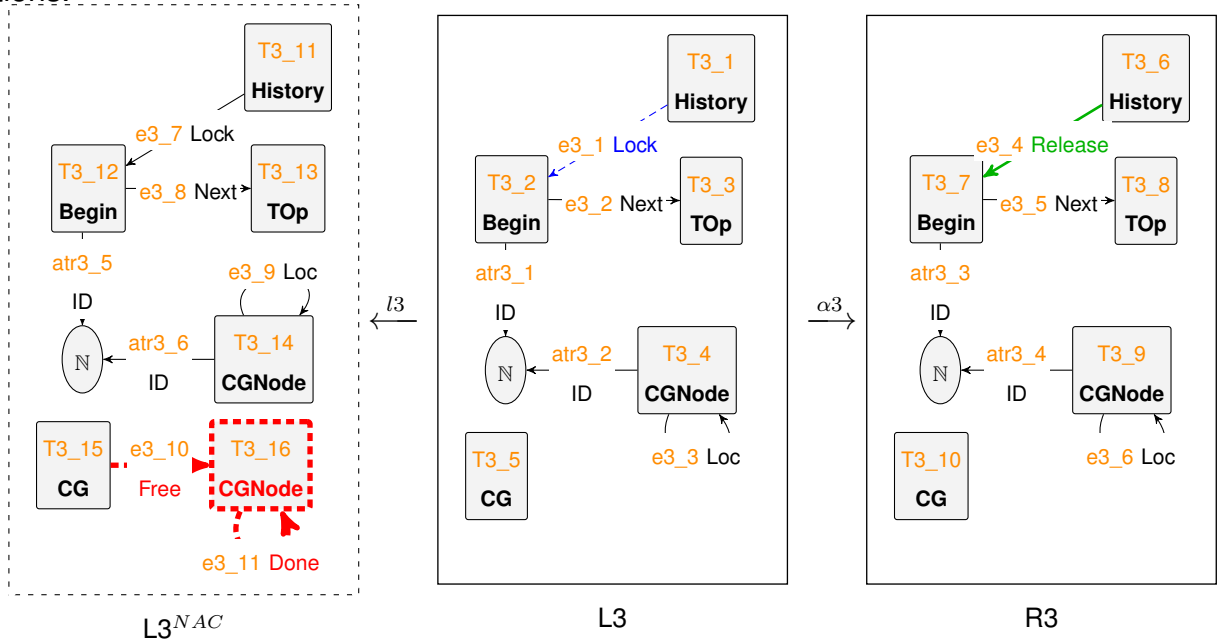 T3_11
History
e3_7 Lock
T3_12
Begin
e3_8 Next
T3_13
TOp
atr3_5
ID
e3_9 Loc
ℕ
atr3_6
ID
T3_14
CGNode
T3_15
CG
e3_10
Free
T3_16
CGNode
e3_11 Done
L3^{NAC}
l3
T3_1
History
e3_1 Lock
T3_2
Begin
e3_2 Next
T3_3
TOp
atr3_1
ID
ℕ
atr3_2
ID
T3_4
CGNode
e3_3 Loc
T3_5
CG
L3
α3
T3_6
History
e3_4 Release
T3_7
Begin
e3_5 Next
T3_8
TOp
atr3_3
ID
ℕ
atr3_4
ID
T3_9
CGNode
e3_6 Loc
T3_10
CG
R3